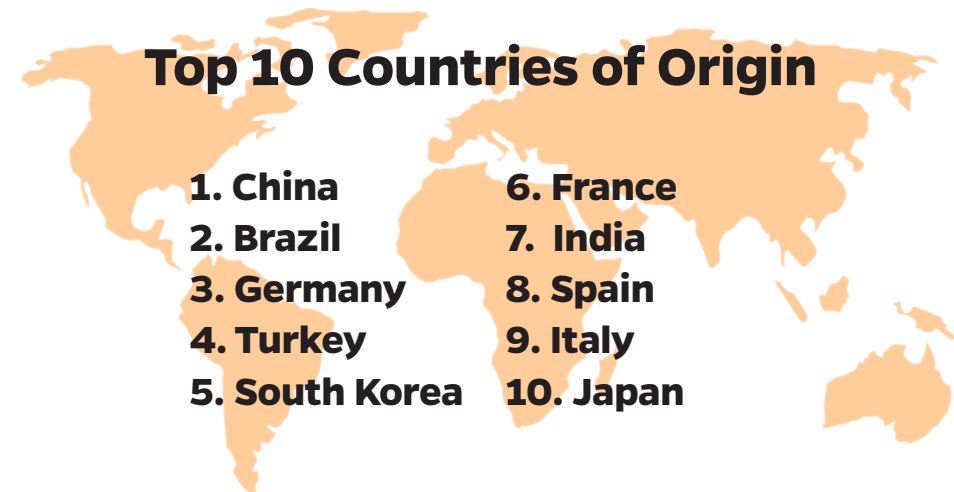 Top 10 Countries of Origin
1. China
2. Brazil
3. Germany
4. Turkey
5. South Korea
6. France
7. India
8. Spain
9. Italy
10. Japan